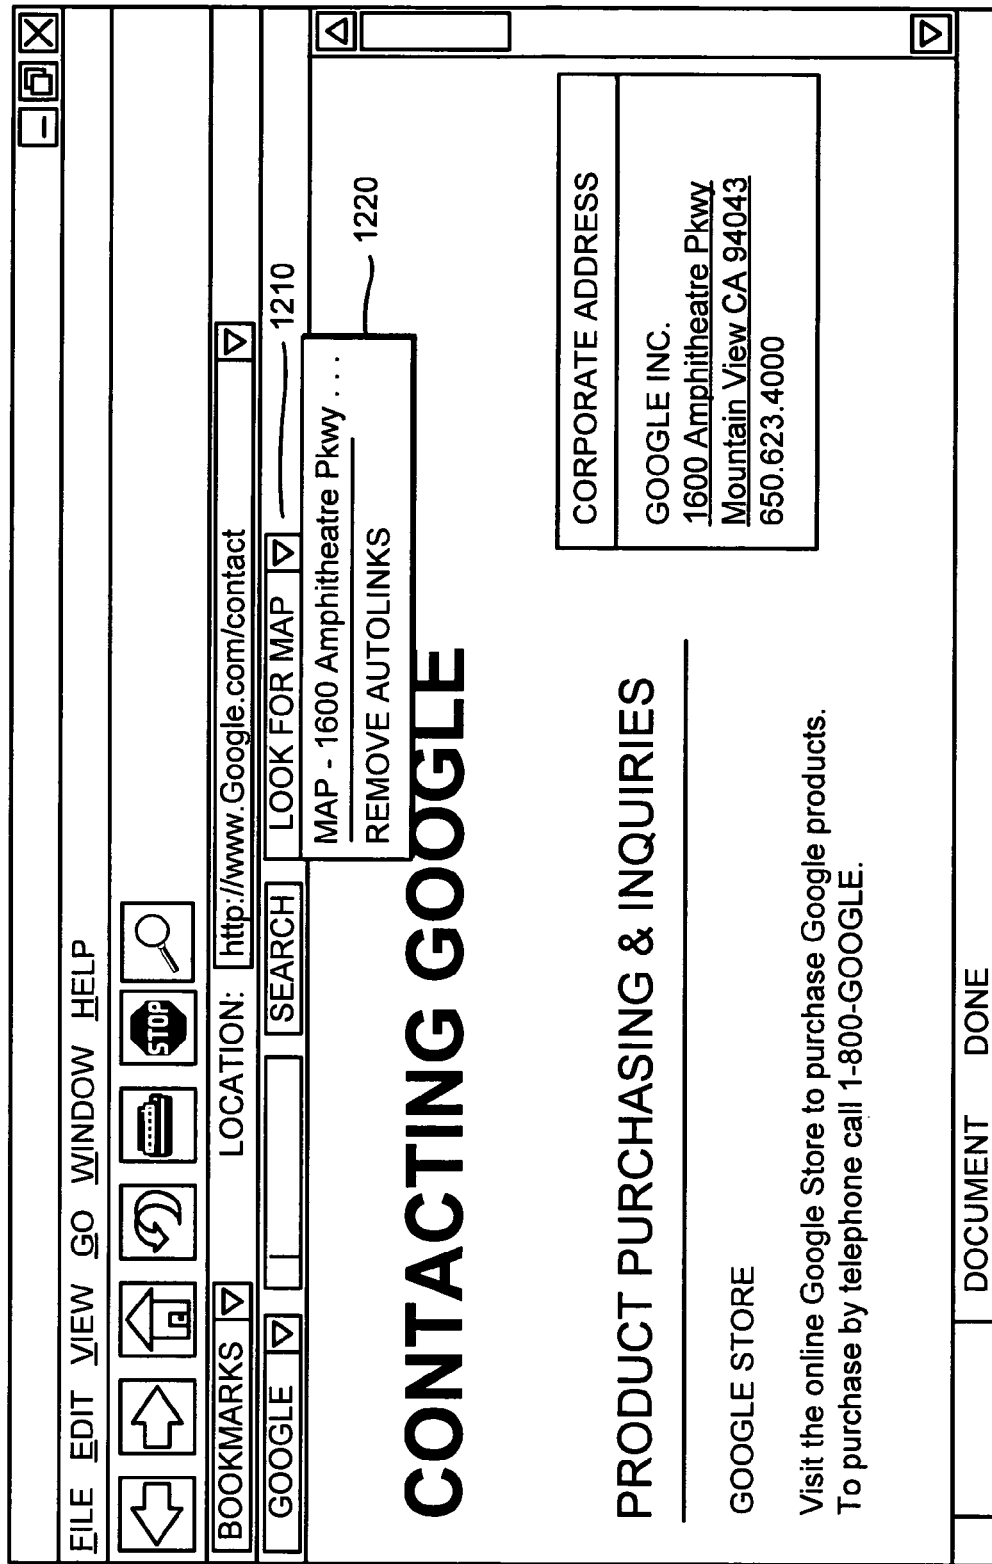 FILE EDIT VIEW GO WINDOW HELP
STOP
BOOKMARKS LOCATION: http://www.Google.com/contact
GOOGLE SEARCH LOOK FOR MAP 1210
MAP - 1600 Amphitheatre Pkwy . . . .
REMOVE AUTOLINKS
1220
CONTACTING GOOGLE
PRODUCT PURCHASING & INQUIRIES
GOOGLE STORE
Visit the online Google Store to purchase Google products.
To purchase by telephone call 1-800-GOOGLE.
CORPORATE ADDRESS
GOOGLE INC.
1600 Amphitheatre Pkwy
Mountain View CA 94043
650.623.4000
DOCUMENT DONE